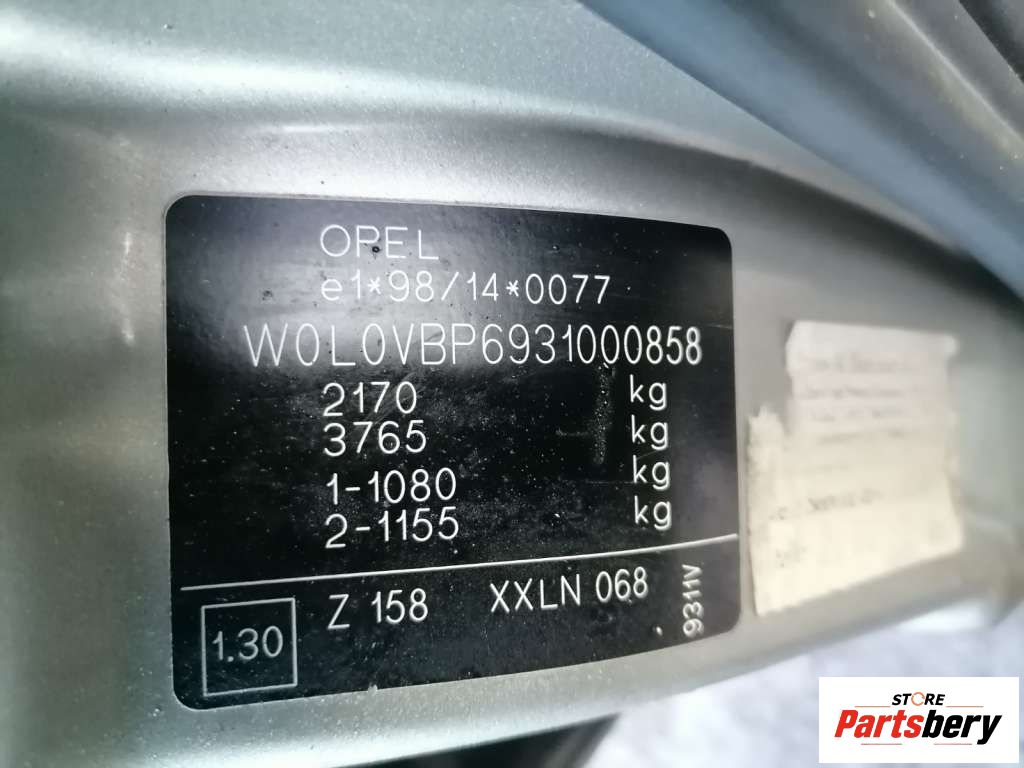 OPEL
e1*98/14*0077
W0L0VBP6931000858
2170 kg
3765 kg
1-1080 kg
2-1155 kg
1.30 Z 158 XXLN 068 9311V
STORE
Partsbery